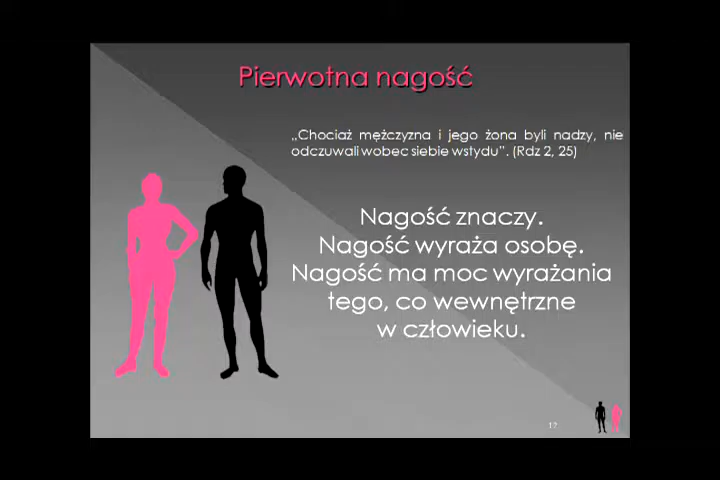 Pierwotna nagość
„Chociaż mężczyzna i jego żona byli nadzy, nie
odczuwali wobec siebie wstydu”. (Rdz 2, 25)
Nagość znaczy.
Nagość wyraża osobę.
Nagość ma moc wyrażania
tego, co wewnętrzne
w człowieku.